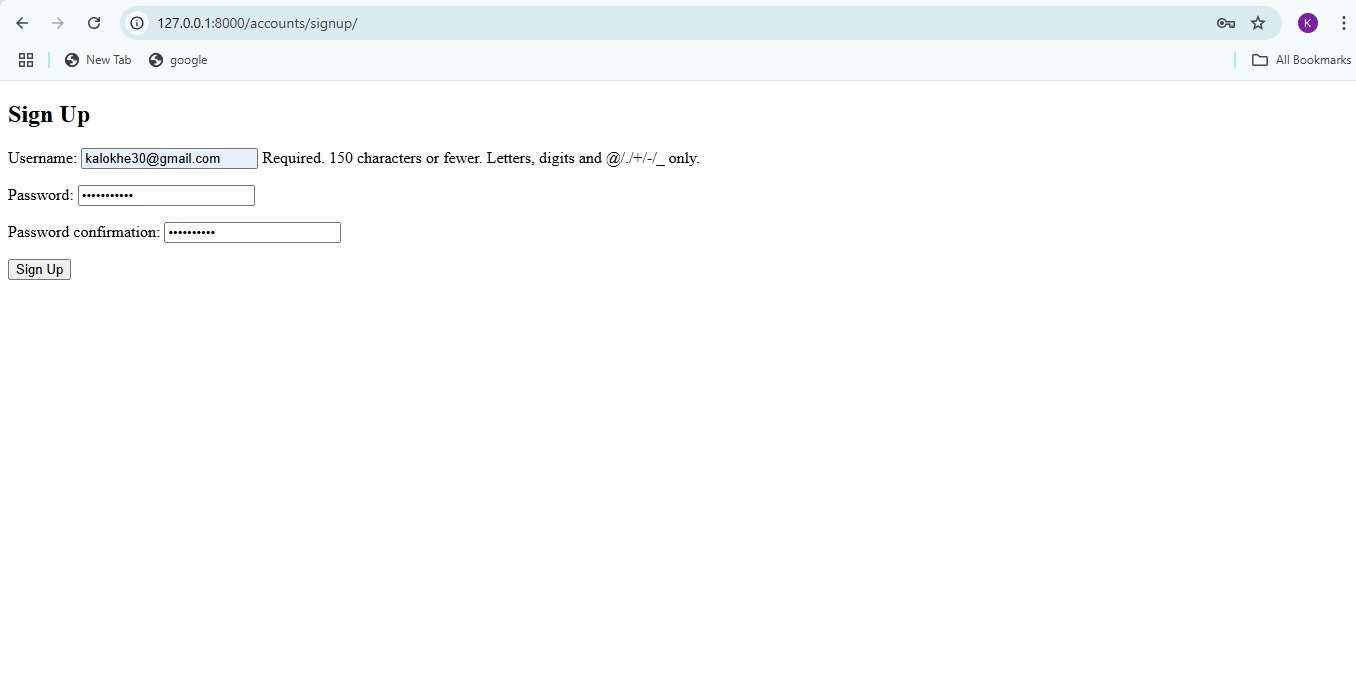 127.0.0.1:8000/accounts/signup/
K
New Tab
google
All Bookmarks
Sign Up
Username: kalokhe30@gmail.com Required. 150 characters or fewer. Letters, digits and @/./+/-/_ only.
Password: •••••••••••
Password confirmation: ••••••••••
Sign Up